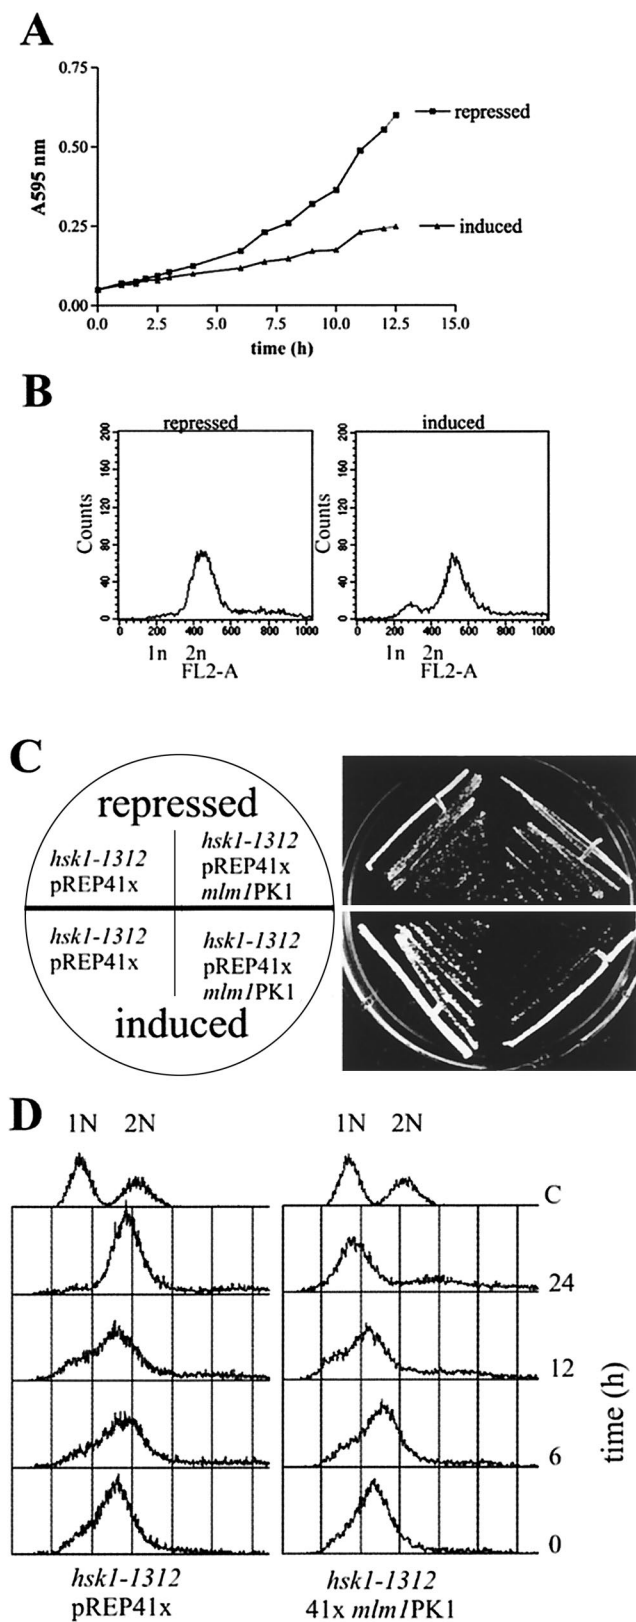 A
0.75
0.50
0.25
0.00
A595 nm
repressed
induced
0.0 2.5 5.0 7.5 10.0 12.5 15.0
time (h)
B
repressed
200
160
120
80
40
0
Counts
0 200 400 600 800 1000
1n 2n
FL2-A
induced
200
160
120
80
40
0
Counts
0 200 400 600 800 1000
1n 2n
FL2-A
C
repressed
hsk1-1312
pREP41x
hsk1-1312
pREP41x
mlm1PK1
hsk1-1312
pREP41x
hsk1-1312
pREP41x
mlm1PK1
induced
D
1N 2N
1N 2N
C
24
12
6
0
time (h)
hsk1-1312
pREP41x
hsk1-1312
41x mlm1PK1